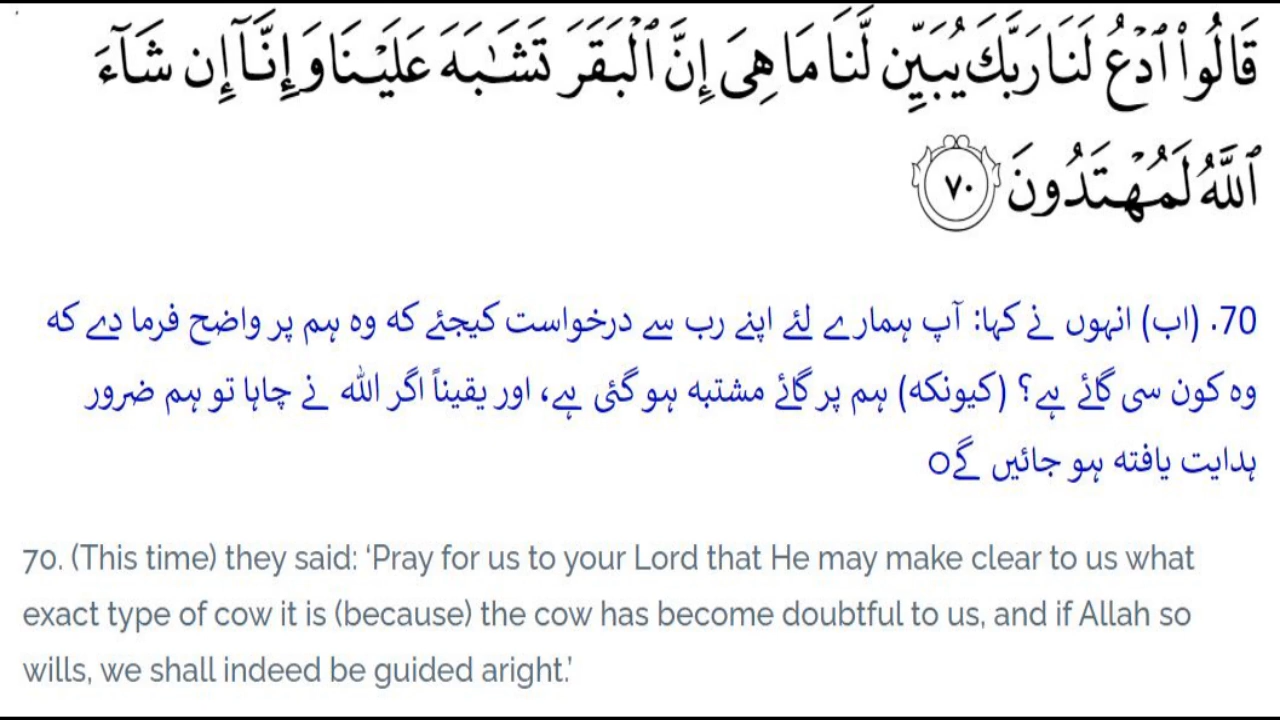 قَالُواْ ٱدۡعُ لَنَا رَبَّكَ يُبَيِّن لَّنَا مَا هِيَ إِنَّ ٱلۡبَقَرَ تَشَٰبَهَ عَلَيۡنَا وَإِنَّآ إِن شَآءَ
ٱللَّهُ لَمُهۡتَدُونَ ٧٠
70. (اب) انہوں نے کہا: آپ ہمارے لئے اپنے رب سے درخواست کیجئے کہ وہ ہم پر واضح فرما دے کہ
وہ کون سی گائے ہے؟ (کیونکہ) ہم پر گائے مشتبہ ہو گئی ہے، اور یقیناً اگر اللہ نے چاہا تو ہم ضرور
ہدایت یافتہ ہو جائیں گےo
70. (This time) they said: ‘Pray for us to your Lord that He may make clear to us what
exact type of cow it is (because) the cow has become doubtful to us, and if Allah so
wills, we shall indeed be guided aright.’